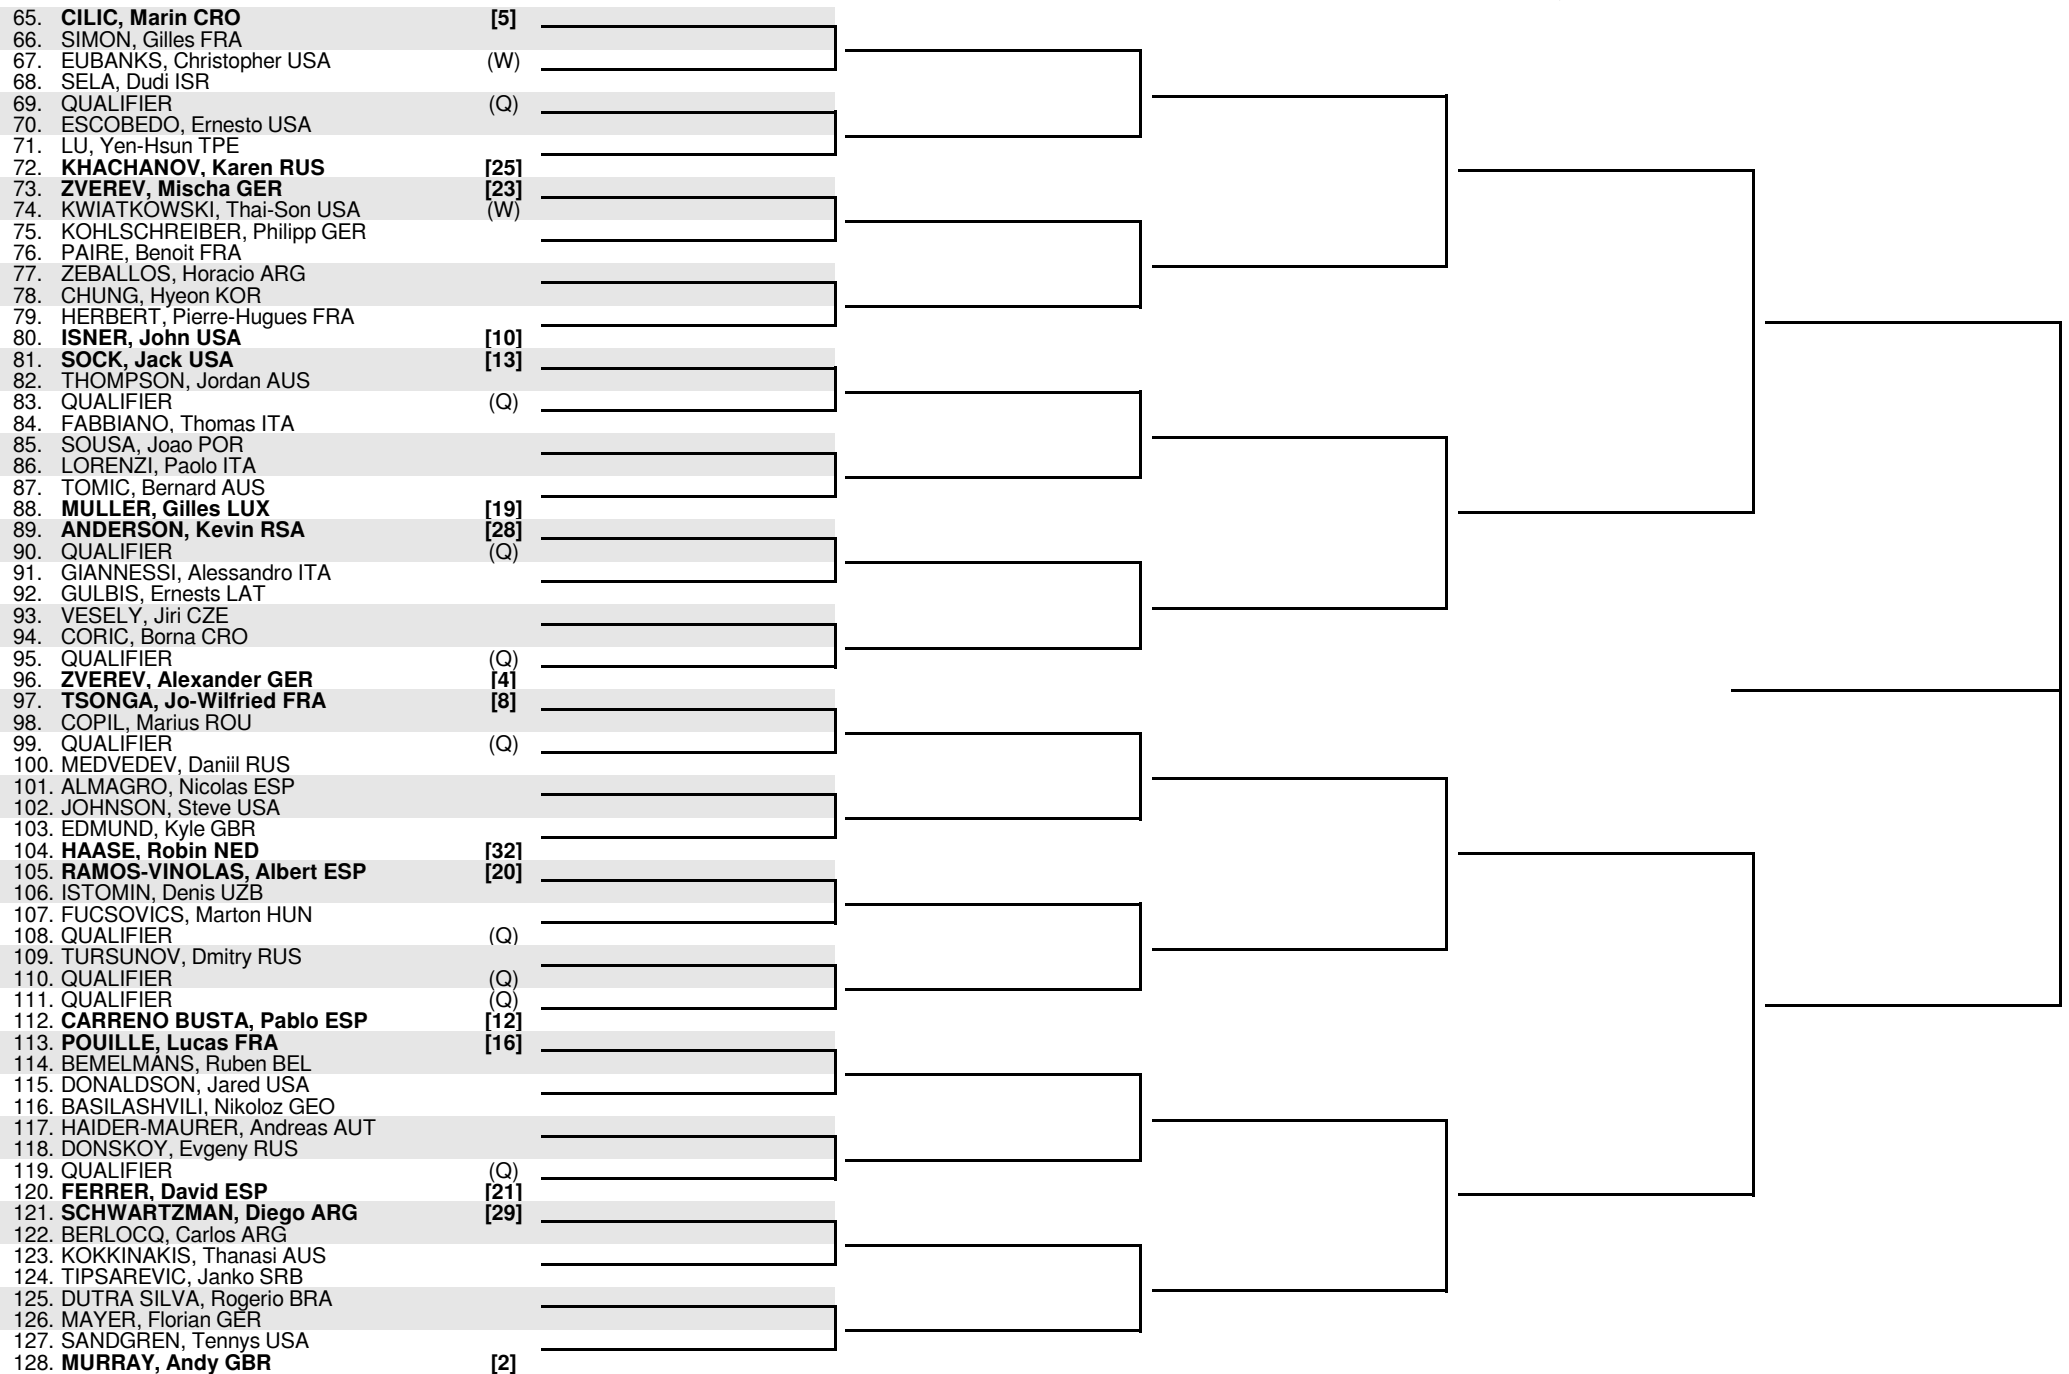 65. CILIC, Marin CRO [5]
66. SIMON, Gilles FRA
67. EUBANKS, Christopher USA (W)
68. SELA, Dudi ISR
69. QUALIFIER (Q)
70. ESCOBEDO, Ernesto USA
71. LU, Yen-Hsun TPE
72. KHACHANOV, Karen RUS [25]
73. ZVEREV, Mischa GER [23]
74. KWIATKOWSKI, Thai-Son USA (W)
75. KOHLSCHREIBER, Philipp GER
76. PAIRE, Benoit FRA
77. ZEBALLOS, Horacio ARG
78. CHUNG, Hyeon KOR
79. HERBERT, Pierre-Hugues FRA
80. ISNER, John USA [10]
81. SOCK, Jack USA [13]
82. THOMPSON, Jordan AUS
83. QUALIFIER (Q)
84. FABBIANO, Thomas ITA
85. SOUSA, Joao POR
86. LORENZI, Paolo ITA
87. TOMIC, Bernard AUS
88. MULLER, Gilles LUX [19]
89. ANDERSON, Kevin RSA [28]
90. QUALIFIER (Q)
91. GIANNESSI, Alessandro ITA
92. GULBIS, Ernests LAT
93. VESELY, Jiri CZE
94. CORIC, Borna CRO
95. QUALIFIER (Q)
96. ZVEREV, Alexander GER [4]
97. TSONGA, Jo-Wilfried FRA [8]
98. COPIL, Marius ROU
99. QUALIFIER (Q)
100. MEDVEDEV, Daniil RUS
101. ALMAGRO, Nicolas ESP
102. JOHNSON, Steve USA
103. EDMUND, Kyle GBR
104. HAASE, Robin NED [32]
105. RAMOS-VINOLAS, Albert ESP [20]
106. ISTOMIN, Denis UZB
107. FUCSOVICS, Marton HUN
108. QUALIFIER (Q)
109. TURSUNOV, Dmitry RUS
110. QUALIFIER (Q)
111. QUALIFIER (Q)
112. CARRENO BUSTA, Pablo ESP [12]
113. POUILLE, Lucas FRA [16]
114. BEMELMANS, Ruben BEL
115. DONALDSON, Jared USA
116. BASILASHVILI, Nikoloz GEO
117. HAIDER-MAURER, Andreas AUT
118. DONSKOY, Evgeny RUS
119. QUALIFIER (Q)
120. FERRER, David ESP [21]
121. SCHWARTZMAN, Diego ARG [29]
122. BERLOCQ, Carlos ARG
123. KOKKINAKIS, Thanasi AUS
124. TIPSAREVIC, Janko SRB
125. DUTRA SILVA, Rogerio BRA
126. MAYER, Florian GER
127. SANDGREN, Tennys USA
128. MURRAY, Andy GBR [2]